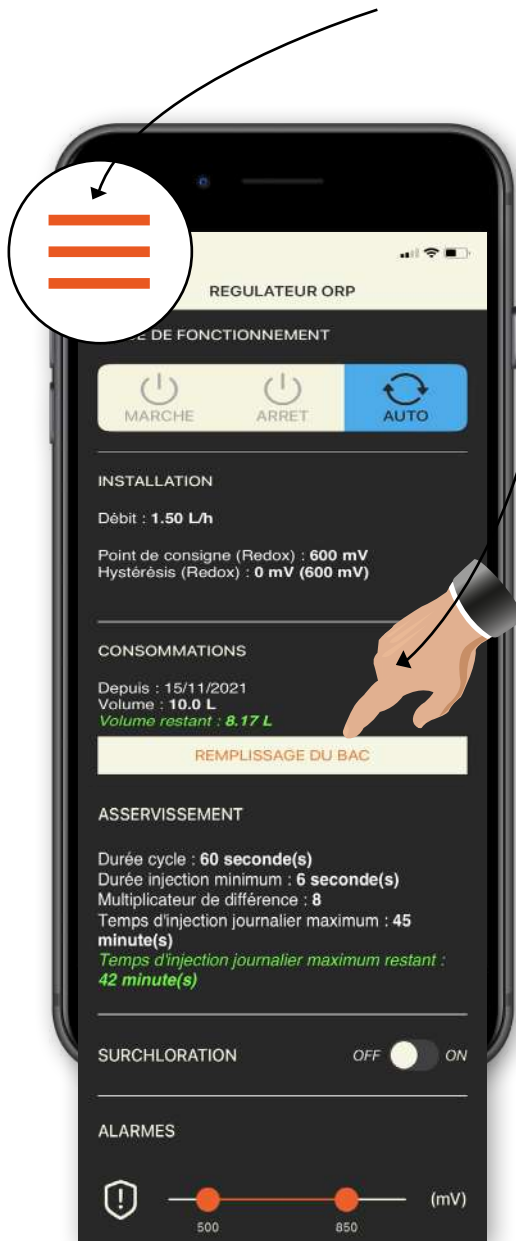 REGULATEUR ORP
DE FONCTIONNEMENT
MARCHE
ARRET
AUTO
INSTALLATION
Débit : 1.50 L/h
Point de consigne (Redox) : 600 mV
Hystérésis (Redox) : 0 mV (600 mV)
CONSOMMATIONS
Depuis : 15/11/2021
Volume : 10.0 L
Volume restant : 8.17 L
REMPLISSAGE DU BAC
ASSERVISSEMENT
Durée cycle : 60 seconde(s)
Durée injection minimum : 6 seconde(s)
Multiplicateur de différence : 8
Temps d'injection journalier maximum : 45
minute(s)
Temps d'injection journalier maximum restant :
42 minute(s)
SURCHLORATION OFF ON
ALARMES
(mV)
500 850